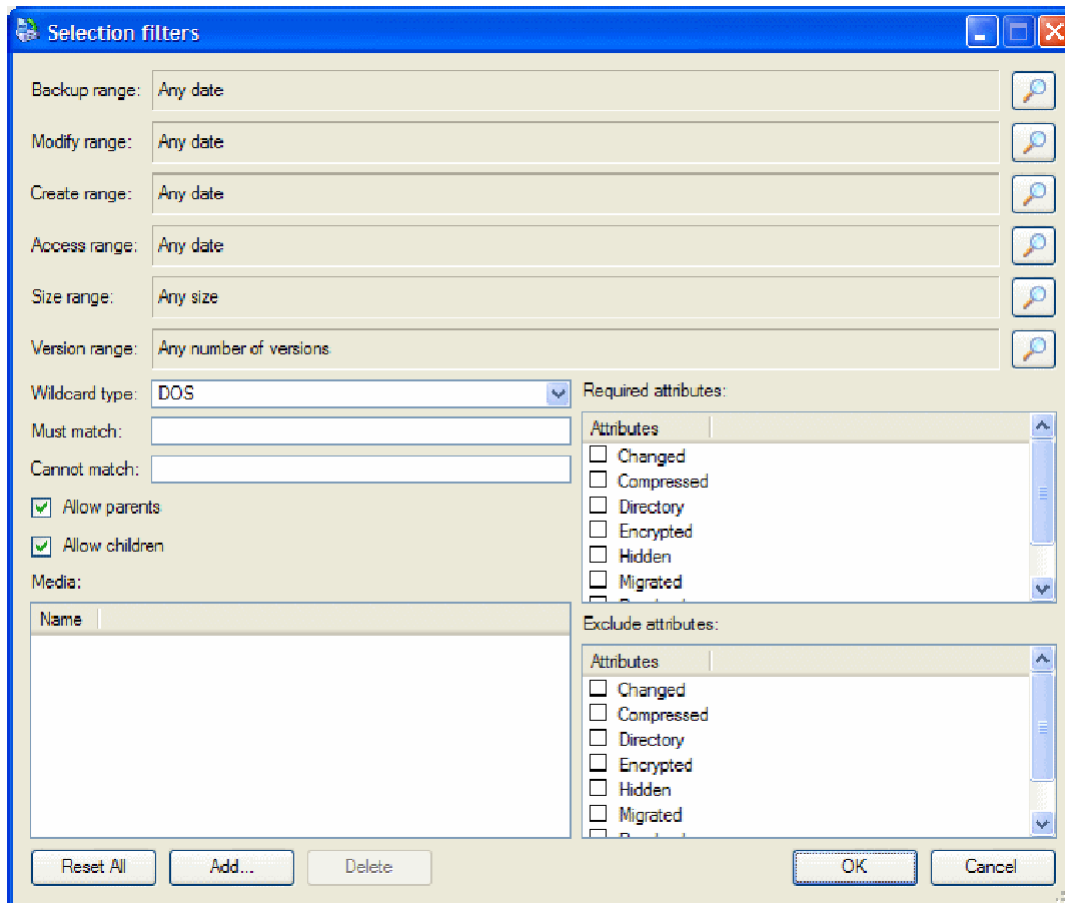 Selection filters
Backup range: Any date
Modify range: Any date
Create range: Any date
Access range: Any date
Size range: Any size
Version range: Any number of versions
Wildcard type: DOS
Must match:
Cannot match:
Allow parents
Allow children
Media:
Name
Required attributes:
Attributes
Changed
Compressed
Directory
Encrypted
Hidden
Migrated
Exclude attributes:
Attributes
Changed
Compressed
Directory
Encrypted
Hidden
Migrated
Reset All Add... Delete OK Cancel